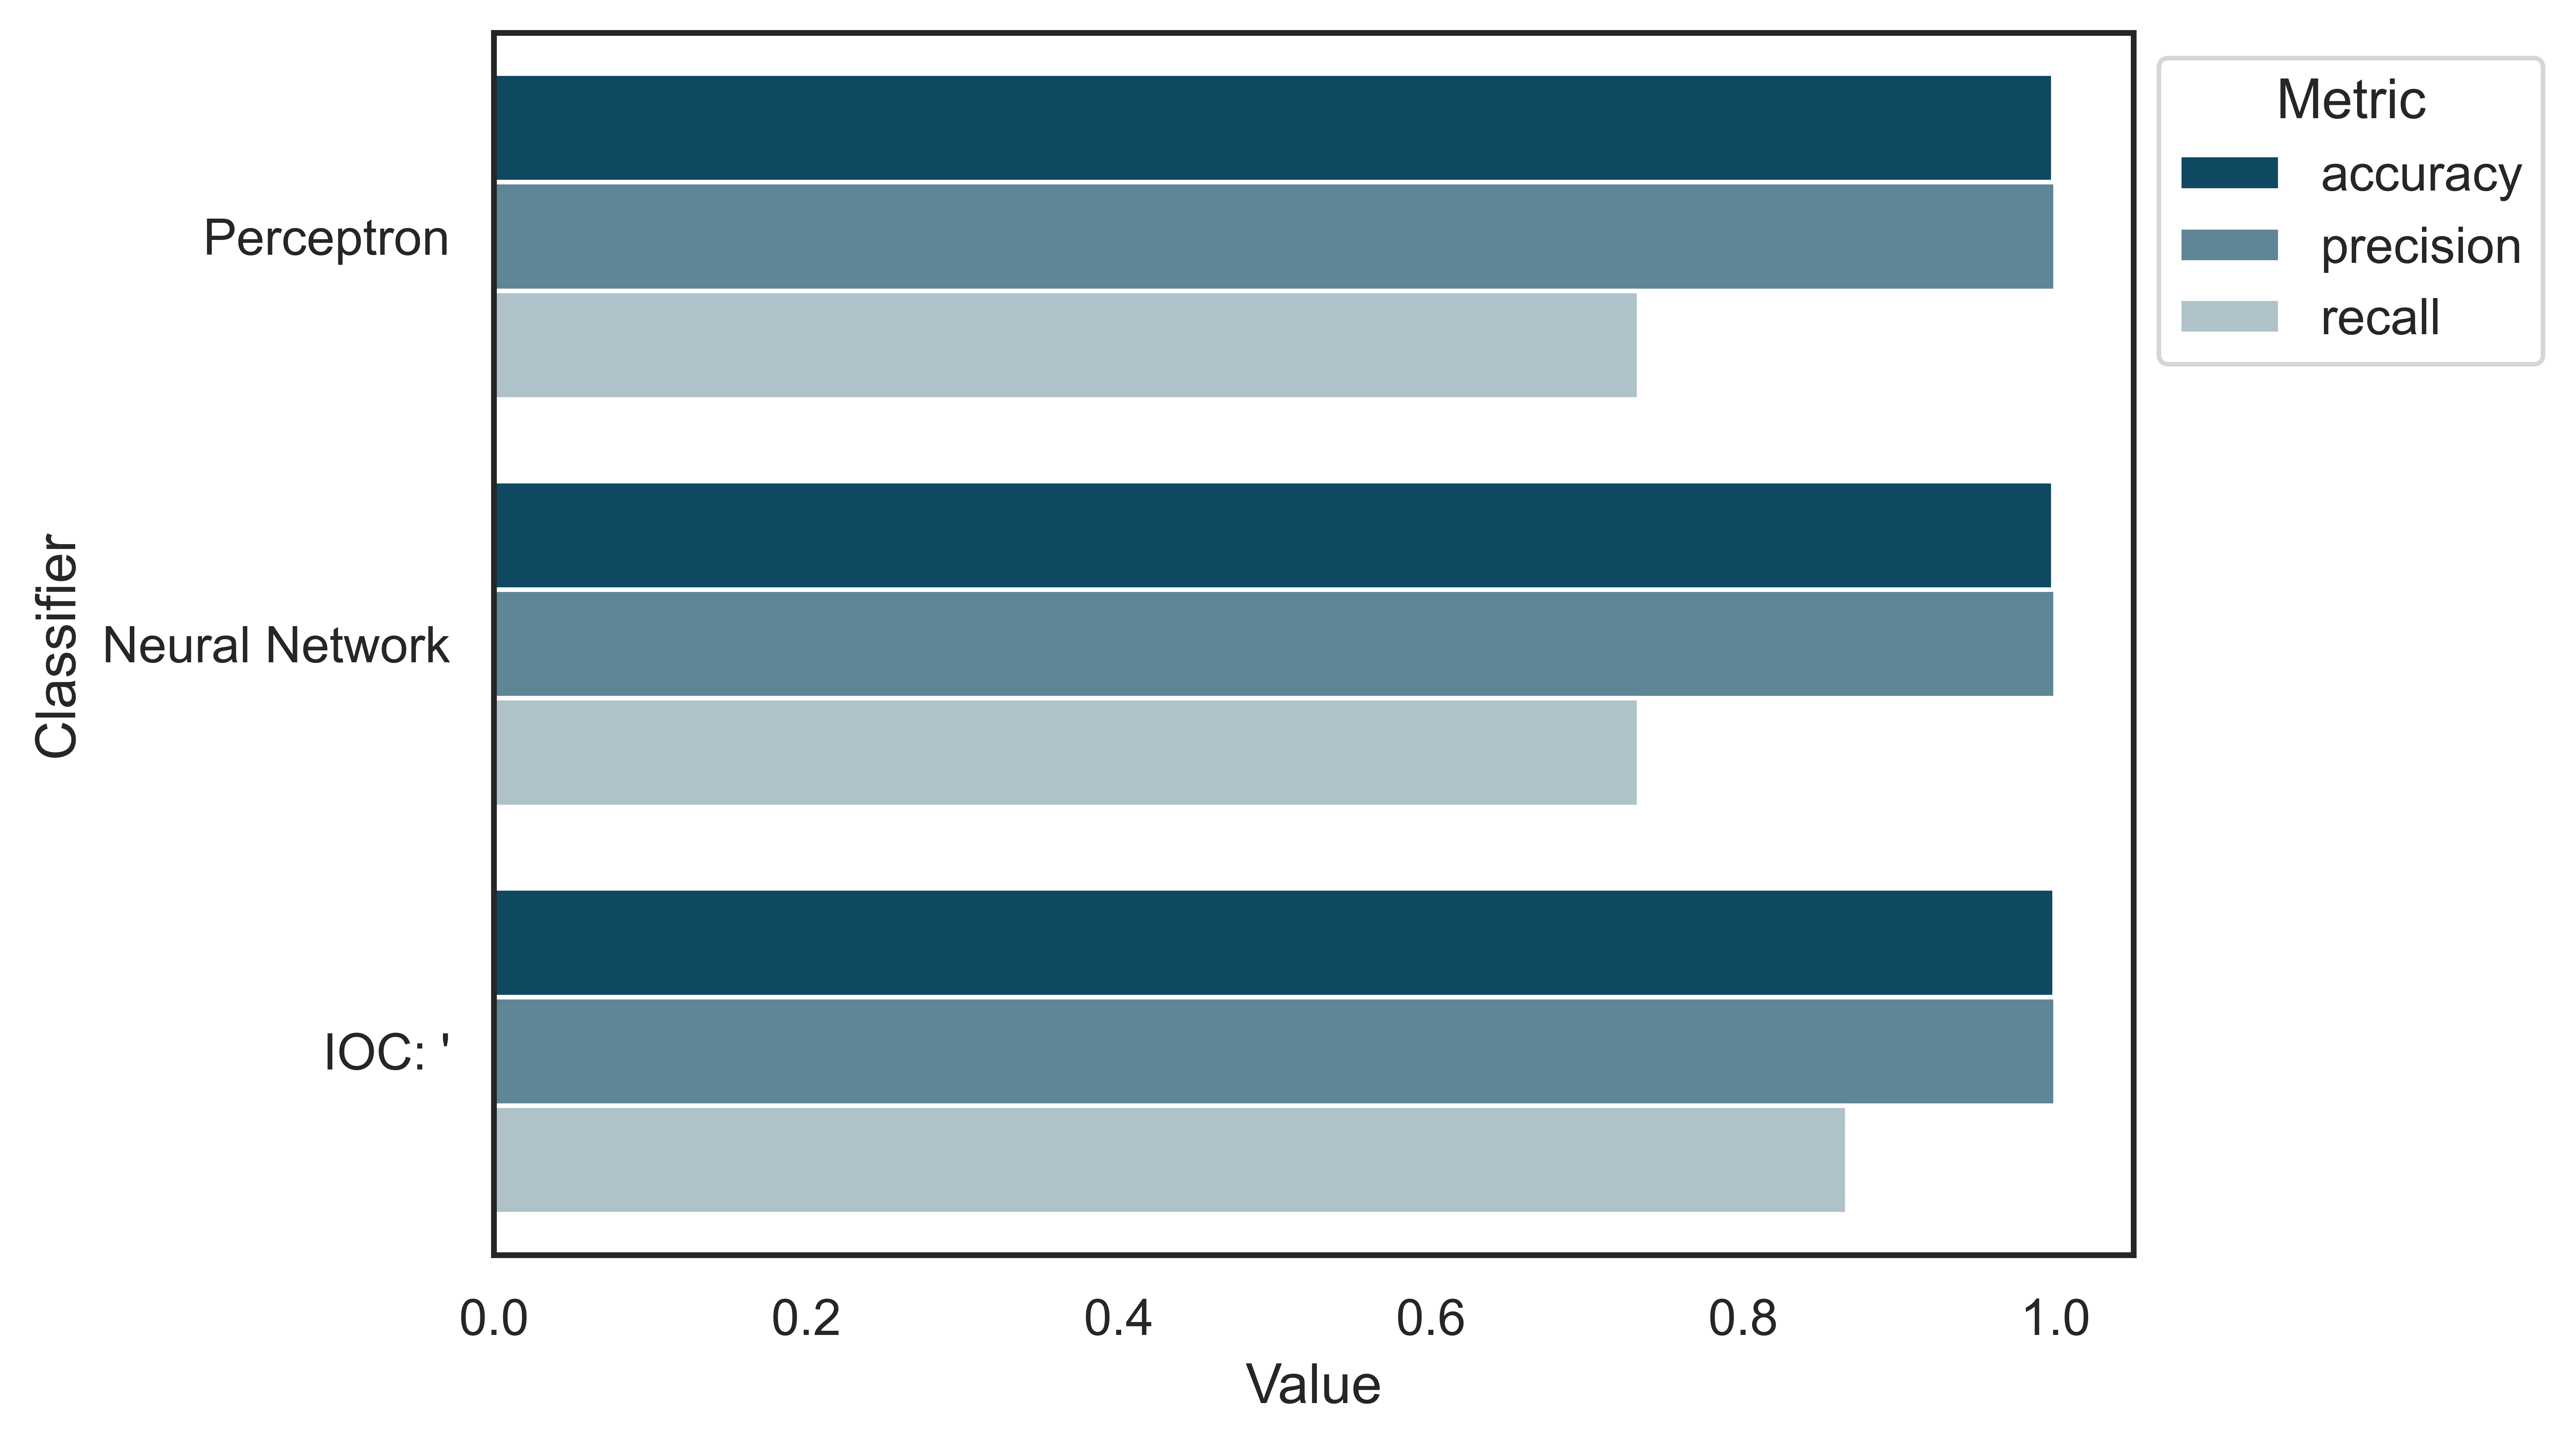 Metric
accuracy
precision
recall
Perceptron
Neural Network
IOC: '
Classifier
0.0 0.2 0.4 0.6 0.8 1.0
Value